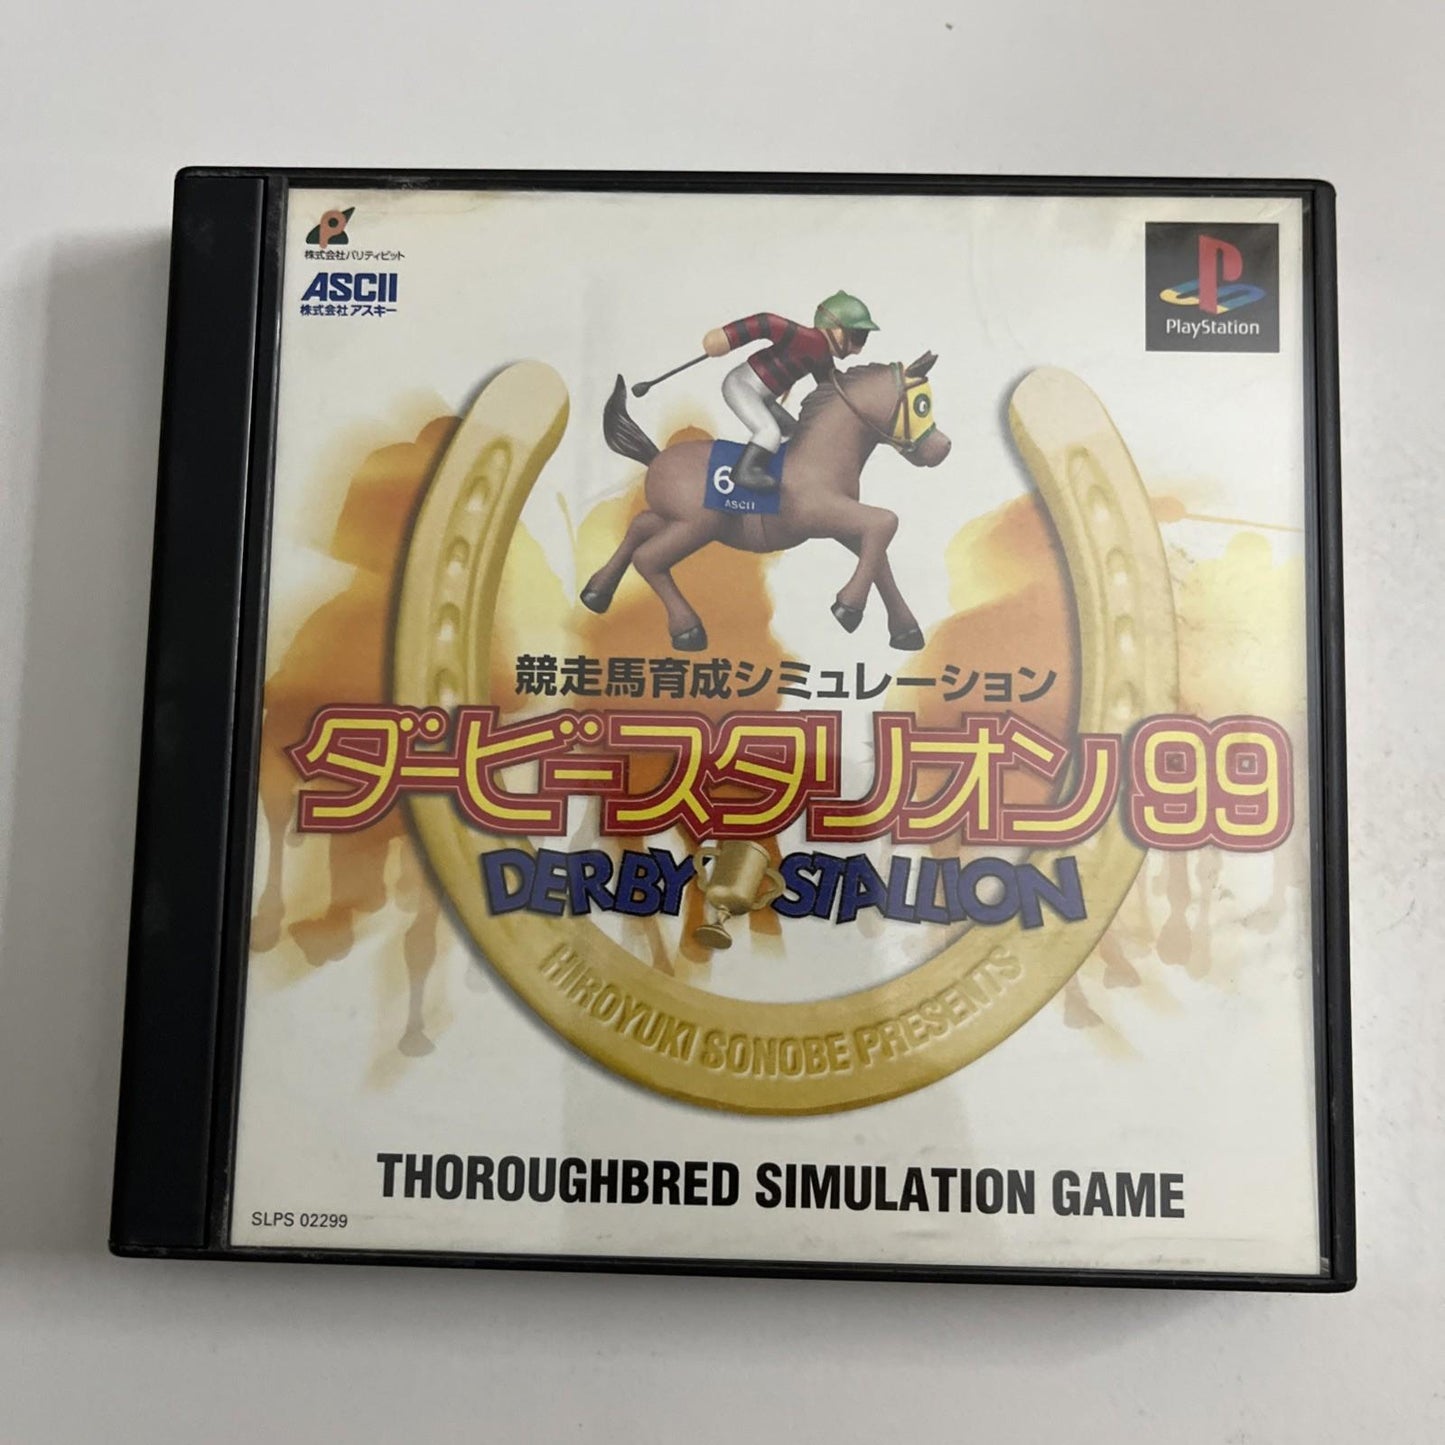 株式会社パリティビット
ASCII
株式会社アスキー
PlayStation
6
ASCII
競走馬育成シミュレーション
ダービースタリオン99
DERBY STALLION
HIROYUKI SONOBE PRESENTS
THOROUGHBRED SIMULATION GAME
SLPS 02299